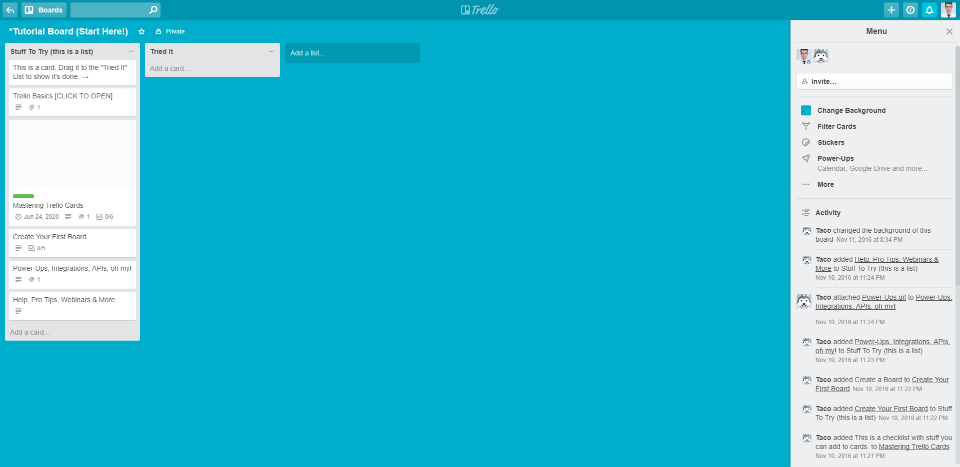 Boards
Trello
*Tutorial Board (Start Here!)
Private
Stuff To Try (this is a list)
This is a card. Drag it to the "Tried It"
List to show it's done. →
Trello Basics [CLICK TO OPEN]
1
Mastering Trello Cards
Jun 24, 2020
1
0/6
Create Your First Board
0/5
Power Ups, Integrations, APIs, oh my!
1
Help, Pro Tips, Webinars & More
Add a card...
Tried It
Add a card...
Add a list...
Menu
Invite...
Change Background
Filter Cards
Stickers
Power-Ups
Calendar, Google Drive and more...
More
Activity
Taco changed the background of this
board Nov 11, 2016 at 8:34 PM
Taco added Help, Pro Tips, Webinars &
More to Stuff To Try (this is a list)
Nov 10, 2016 at 11:24 PM
Taco attached Power-Ups.gif to Power-Ups,
Integrations, APIs, oh my!
Nov 10, 2016 at 11:24 PM
Taco added Power-Ups, Integrations, APIs,
oh my! to Stuff To Try (this is a list)
Nov 10, 2016 at 11:23 PM
Taco added Create a Board to Create Your
First Board Nov 10, 2016 at 11:22 PM
Taco added Create Your First Board to Stuff
To Try (this is a list) Nov 10, 2016 at 11:22 PM
Taco added This is a checklist with stuff you
can add to cards. to Mastering Trello Cards
Nov 10, 2016 at 11:21 PM